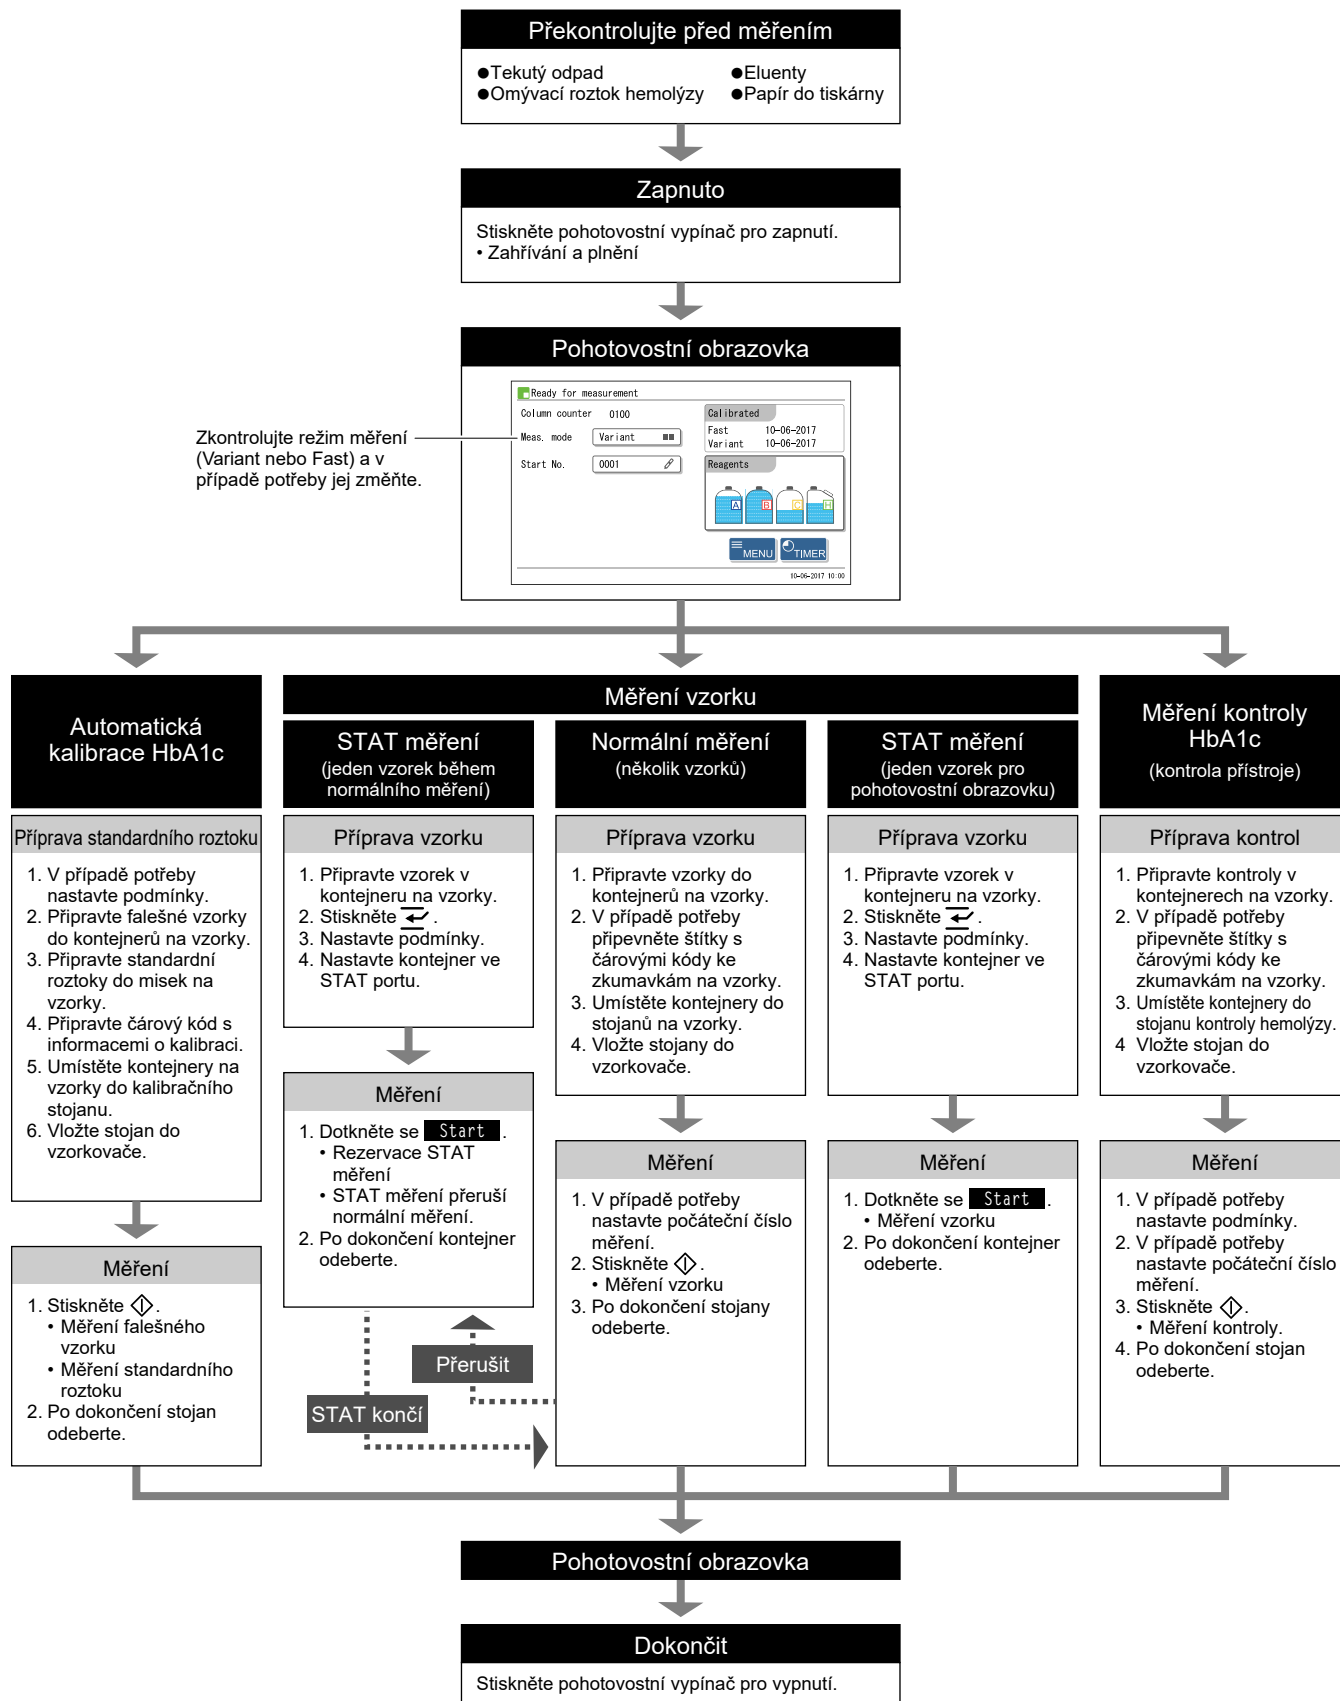 Překontrolujte před měřením
●Tekutý odpad
●Eluenty
●Omývací roztok hemolýzy
●Papír do tiskárny
Zapnuto
Stiskněte pohotovostní vypínač pro zapnutí.
• Zahřívání a plnění
Pohotovostní obrazovka
Zkontrolujte režim měření
(Variant nebo Fast) a v
případě potřeby jej změňte.
Ready for measurement
Column counter 0100
Meas. mode Variant
Start No. 0001
Calibrated
Fast 10-06-2017
Variant 10-06-2017
Reagents
A B C H
MENU
TIMER
10-06-2017 10:00
Automatická
kalibrace HbA1c
Příprava standardního roztoku
1. V případě potřeby
nastavte podmínky.
2. Připravte falešné vzorky
do kontejnerů na vzorky.
3. Připravte standardní
roztoky do misek na
vzorky.
4. Připravte čárový kód s
informacemi o kalibraci.
5. Umístěte kontejnery na
vzorky do kalibračního
stojanu.
6. Vložte stojan do
vzorkovače.
Měření
1. Stiskněte .
• Měření falešného
vzorku
• Měření standardního
roztoku
2. Po dokončení stojan
odeberte.
Měření vzorku
STAT měření
(jeden vzorek během
normálního měření)
Příprava vzorku
1. Připravte vzorek v
kontejneru na vzorky.
2. Stiskněte .
3. Nastavte podmínky.
4. Nastavte kontejner ve
STAT portu.
Měření
1. Dotkněte se Start .
• Rezervace STAT
měření
• STAT měření přeruší
normální měření.
2. Po dokončení kontejner
odeberte.
Přerušit
STAT končí
Normální měření
(několik vzorků)
Příprava vzorku
1. Připravte vzorky do
kontejnerů na vzorky.
2. V případě potřeby
připevněte štítky s
čárovými kódy ke
zkumavkám na vzorky.
3. Umístěte kontejnery do
stojanů na vzorky.
4. Vložte stojany do
vzorkovače.
Měření
1. V případě potřeby
nastavte počáteční číslo
měření.
2. Stiskněte .
• Měření vzorku
3. Po dokončení stojany
odeberte.
STAT měření
(jeden vzorek pro
pohotovostní obrazovku)
Příprava vzorku
1. Připravte vzorek v
kontejneru na vzorky.
2. Stiskněte .
3. Nastavte podmínky.
4. Nastavte kontejner ve
STAT portu.
Měření
1. Dotkněte se Start .
• Měření vzorku
2. Po dokončení kontejner
odeberte.
Měření kontroly
HbA1c
(kontrola přístroje)
Příprava kontrol
1. Připravte kontroly v
kontejnerech na vzorky.
2. V případě potřeby
připevněte štítky s
čárovými kódy ke
zkumavkám na vzorky.
3. Umístěte kontejnery do
stojanu kontroly hemolýzy.
4 Vložte stojan do
vzorkovače.
Měření
1. V případě potřeby
nastavte podmínky.
2. V případě potřeby
nastavte počáteční číslo
měření.
3. Stiskněte .
• Měření kontroly.
4. Po dokončení stojan
odeberte.
Pohotovostní obrazovka
Dokončit
Stiskněte pohotovostní vypínač pro vypnutí.